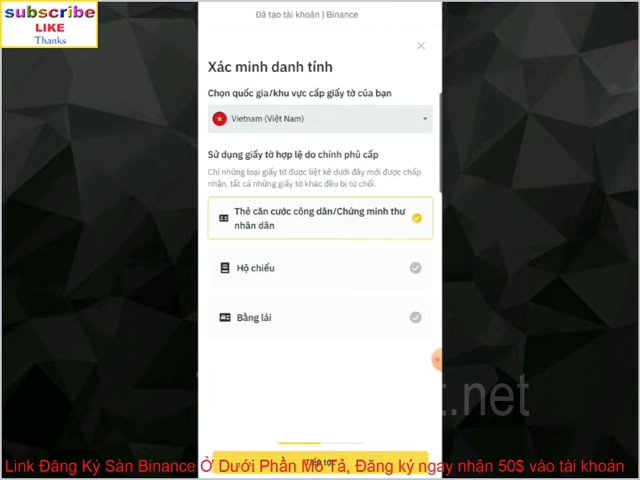 subscribe
LIKE
Thanks
Đã tạo tài khoản | Binance
Xác minh danh tính
Chọn quốc gia/khu vực cấp giấy tờ của bạn
Vietnam (Việt Nam)
Sử dụng giấy tờ hợp lệ do chính phủ cấp
Chỉ những loại giấy tờ được liệt kê dưới đây mới được chấp
nhận, tất cả những giấy tờ khác đều bị từ chối.
Thẻ căn cước công dân/Chứng minh thư
nhân dân
Hộ chiếu
Bằng lái
t.net
Link Đăng Ký Sàn Binance Ở Dưới Phần Mô Tả, Đăng ký ngay nhận 50$ vào tài khoản